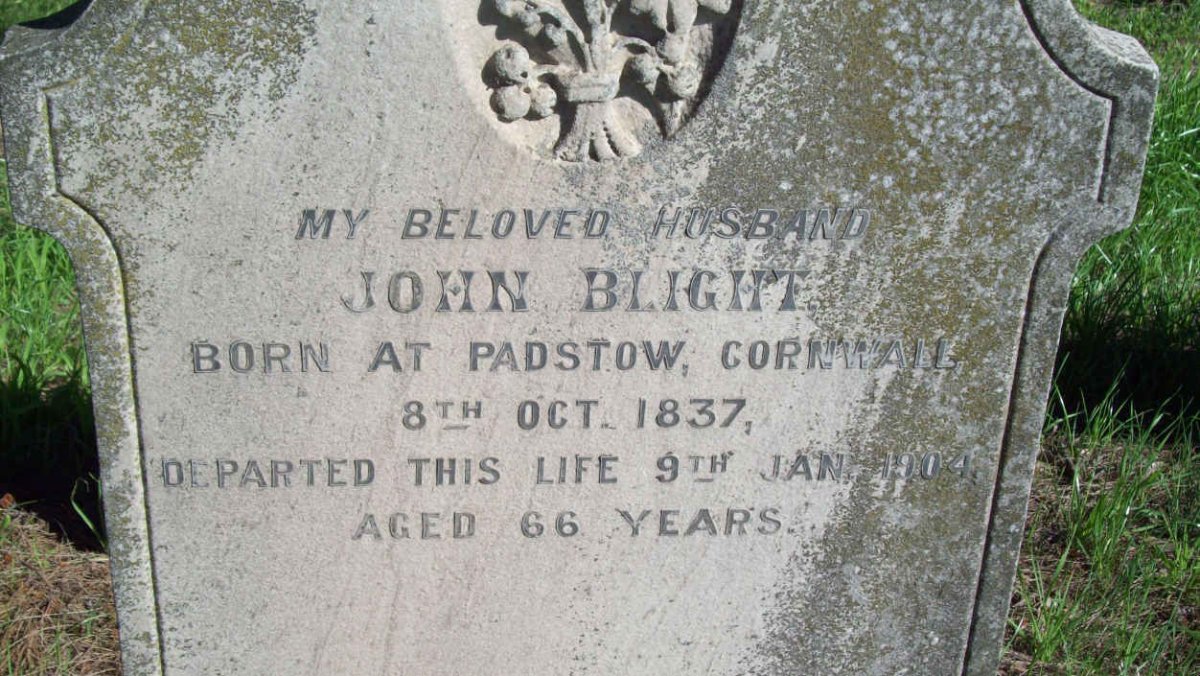 MY BELOVED HUSBAND
JOHN BLIGHT.
BORN AT PADSTOW, CORNWALL
8TH OCT. 1837,
DEPARTED THIS LIFE 9TH JAN. 1904,
AGED 66 YEARS.